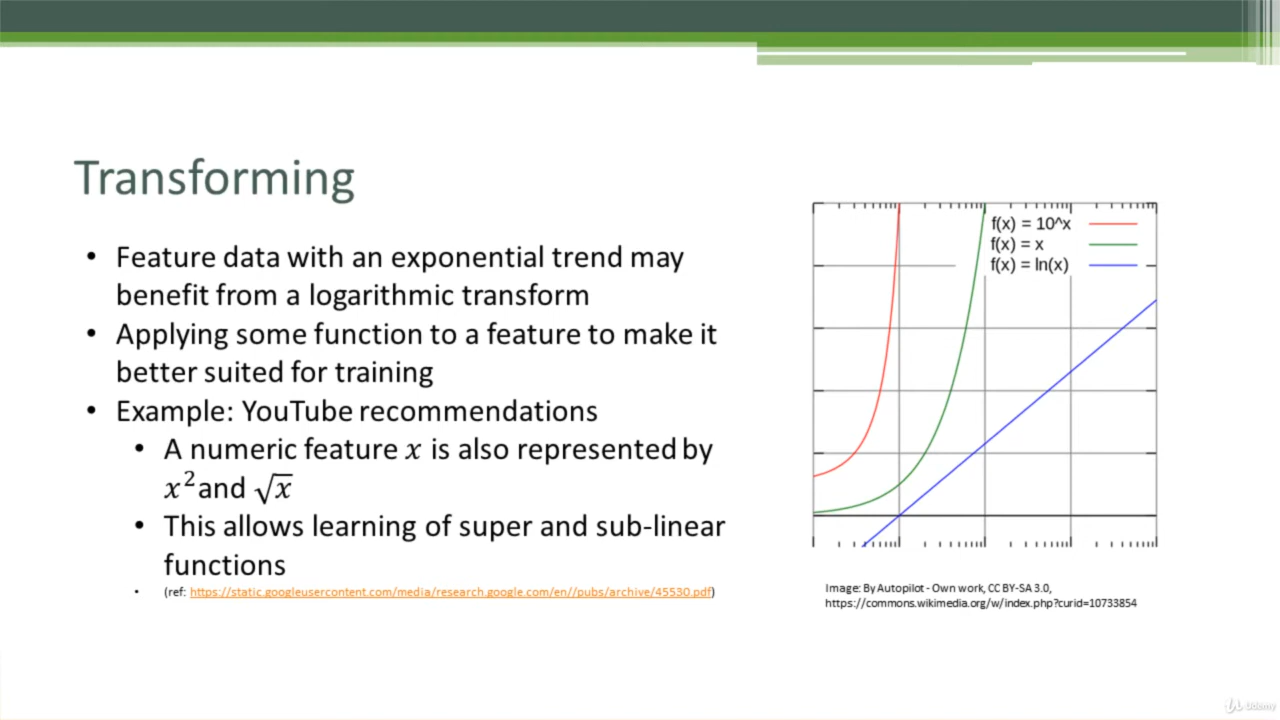 Transforming
• Feature data with an exponential trend may
benefit from a logarithmic transform
• Applying some function to a feature to make it
better suited for training
• Example: YouTube recommendations
• A numeric feature x is also represented by
x² and √x
• This allows learning of super and sub-linear
functions
• (ref: https://static.googleusercontent.com/media/research.google.com/en//pubs/archive/45530.pdf)
f(x) = 10^x
f(x) = x
f(x) = ln(x)
Image: By Autopilot - Own work, CC BY-SA 3.0,
https://commons.wikimedia.org/w/index.php?curid=10733854
Udemy